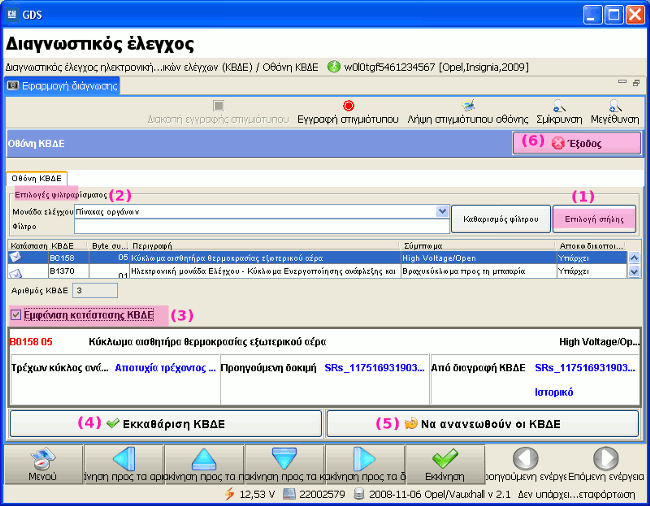 GDS
Διαγνωστικός έλεγχος
Διαγνωστικός έλεγχος ηλεκτρονική...ικών ελέγχων (ΚΒΔΕ) / Οθόνη ΚΒΔΕ w0l0tgf5461234567 [Opel,Insignia,2009]
Εφαρμογή διάγνωσης
Διακοπή εγγραφής στιγμιότυπου Εγγραφή στιγμιότυπου Λήψη στιγμιότυπου οθόνης Σμίκρυνση Μεγέθυνση
Οθόνη ΚΒΔΕ (6) Έξοδος
Οθόνη ΚΒΔΕ
Επιλογές φιλτραρίσματος (2) (1)
Μονάδα ελέγχου Πίνακας οργάνων Καθαρισμός φίλτρου Επιλογή στήλης
Φίλτρο
Κατάσταση ΚΒΔΕ Byte συ... Περιγραφή Σύμπτωμα Αποκωδικοποι...
B0158 05 Κύκλωμα αισθητήρα θερμοκρασίας εξωτερικού αέρα High Voltage/Open Υπάρχει
B1370 01 Ηλεκτρονική μονάδα Ελέγχου - Κύκλωμα Ενεργοποίησης ανάφλεξης και Βραχυκύκλωμα προς τη μπαταρία Υπάρχει
Αριθμός ΚΒΔΕ 3
Εμφάνιση κατάστασης ΚΒΔΕ (3)
B0158 05 Κύκλωμα αισθητήρα θερμοκρασίας εξωτερικού αέρα High Voltage/Op...
Τρέχων κύκλος ανά... Αποτυχία τρέχοντος ... Προηγούμενη δοκιμή SRs_117516931903... Από διαγραφή ΚΒΔΕ SRs_117516931903...
Ιστορικό
(4) Εκκαθάριση ΚΒΔΕ (5) Να ανανεωθούν οι ΚΒΔΕ
Μενού κίνηση προς τα αρι κίνηση προς τα πα κίνηση προς τα κα κίνηση προς τα δ Εκκίνηση οηγούμενη ενέργε Επόμενη ενέργεια
12,53 V 22002579 2008-11-06 Opel/Vauxhall v 2.1 Δεν υπάρχει...εταφόρτωση